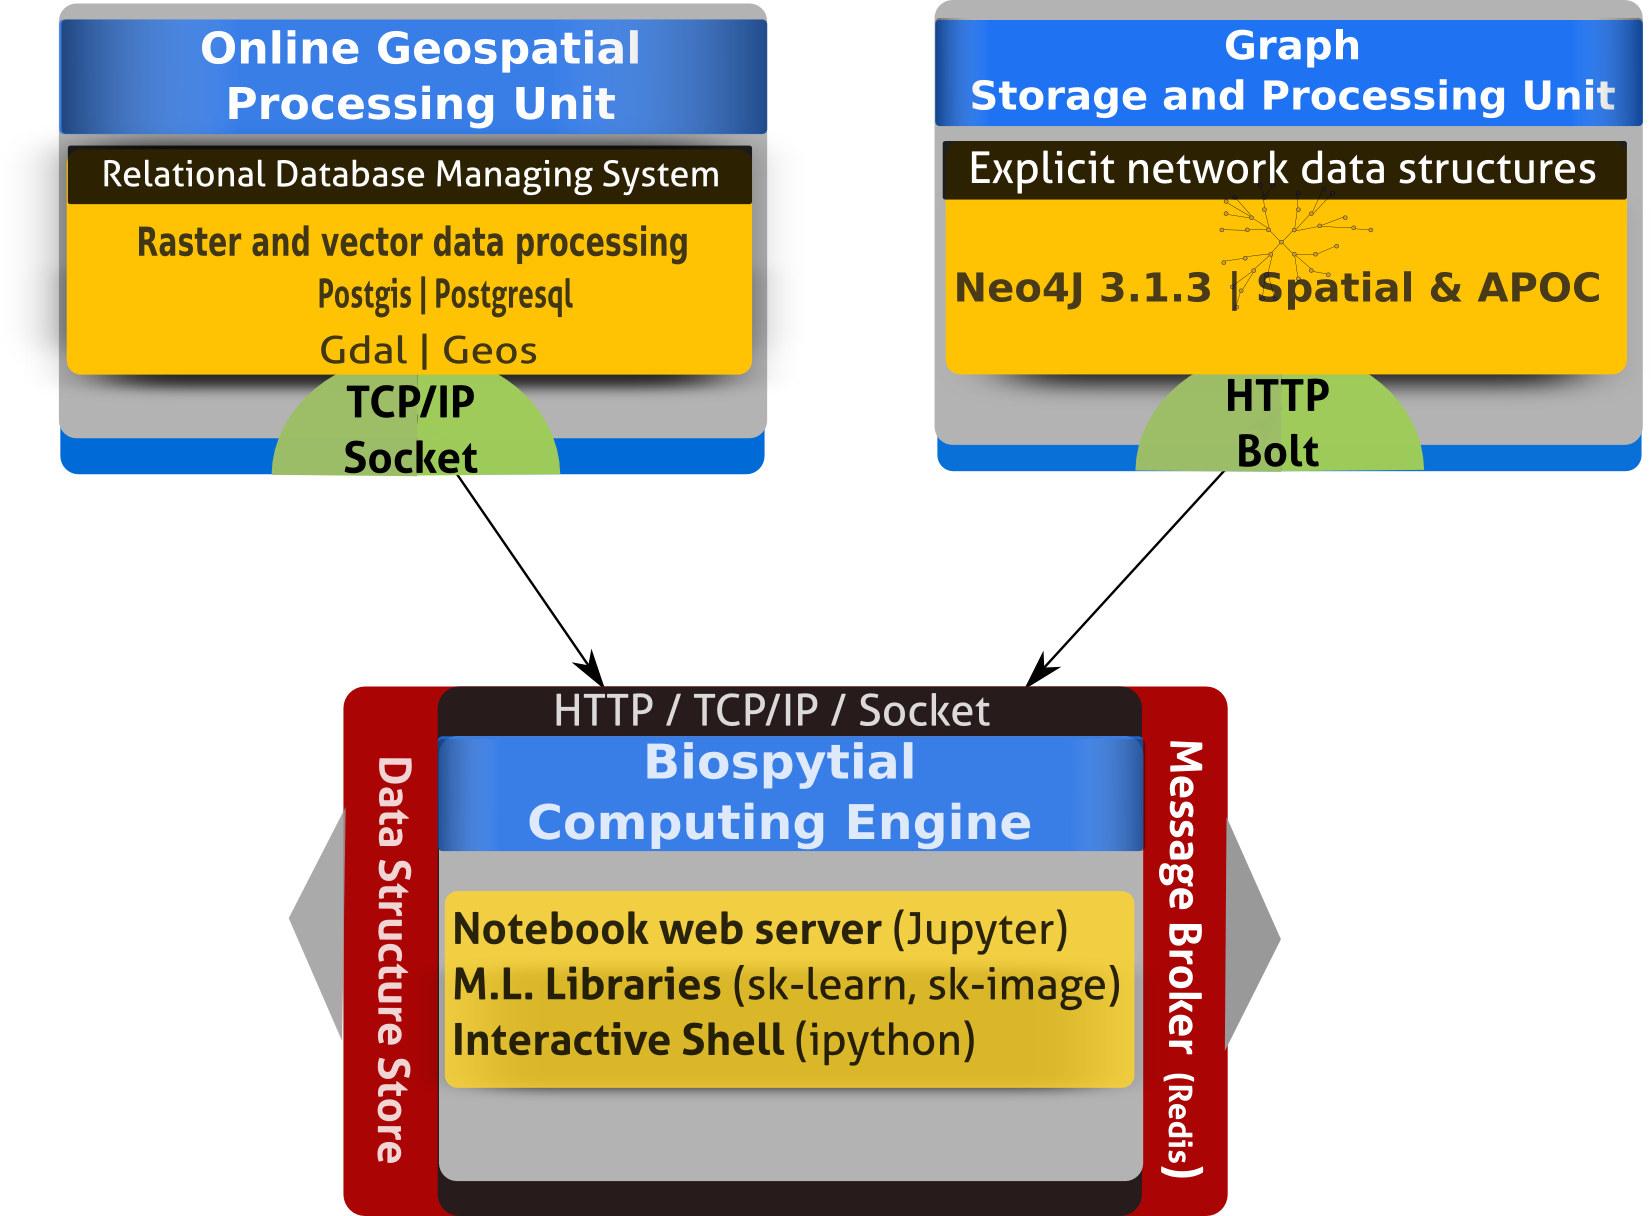 Online Geospatial
Processing Unit
Relational Database Managing System
Raster and vector data processing
Postgis | Postgresql
Gdal | Geos
TCP/IP
Socket
Graph
Storage and Processing Unit
Explicit network data structures
Neo4J 3.1.3 | Spatial & APOC
HTTP
Bolt
HTTP / TCP/IP / Socket
Biospytial
Computing Engine
Data Structure Store
Notebook web server (Jupyter)
M.L. Libraries (sk-learn, sk-image)
Interactive Shell (ipython)
Message Broker (Redis)